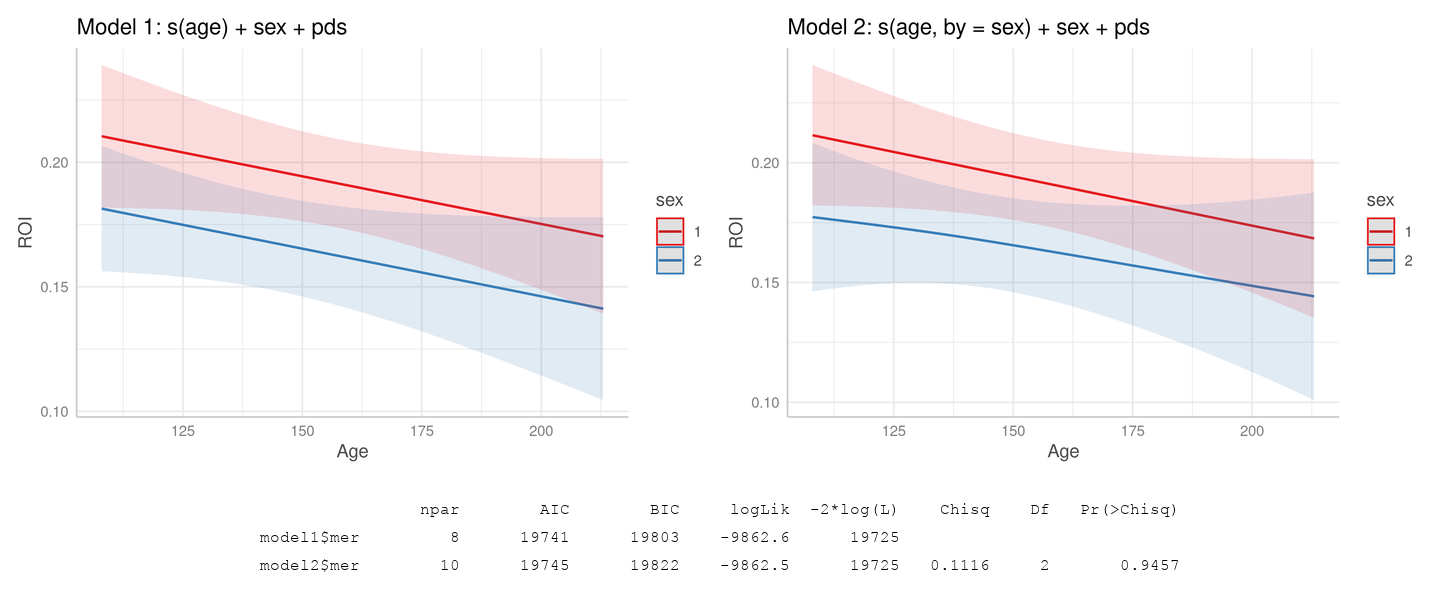 Model 1: s(age) + sex + pds
0.20
0.15
0.10
ROI
125 150 175 200
Age
sex
1
2
Model 2: s(age, by = sex) + sex + pds
0.20
0.15
0.10
ROI
125 150 175 200
Age
sex
1
2
npar AIC BIC logLik -2*log(L) Chisq Df Pr(>Chisq)
model1$mer 8 19741 19803 -9862.6 19725
model2$mer 10 19745 19822 -9862.5 19725 0.1116 2 0.9457